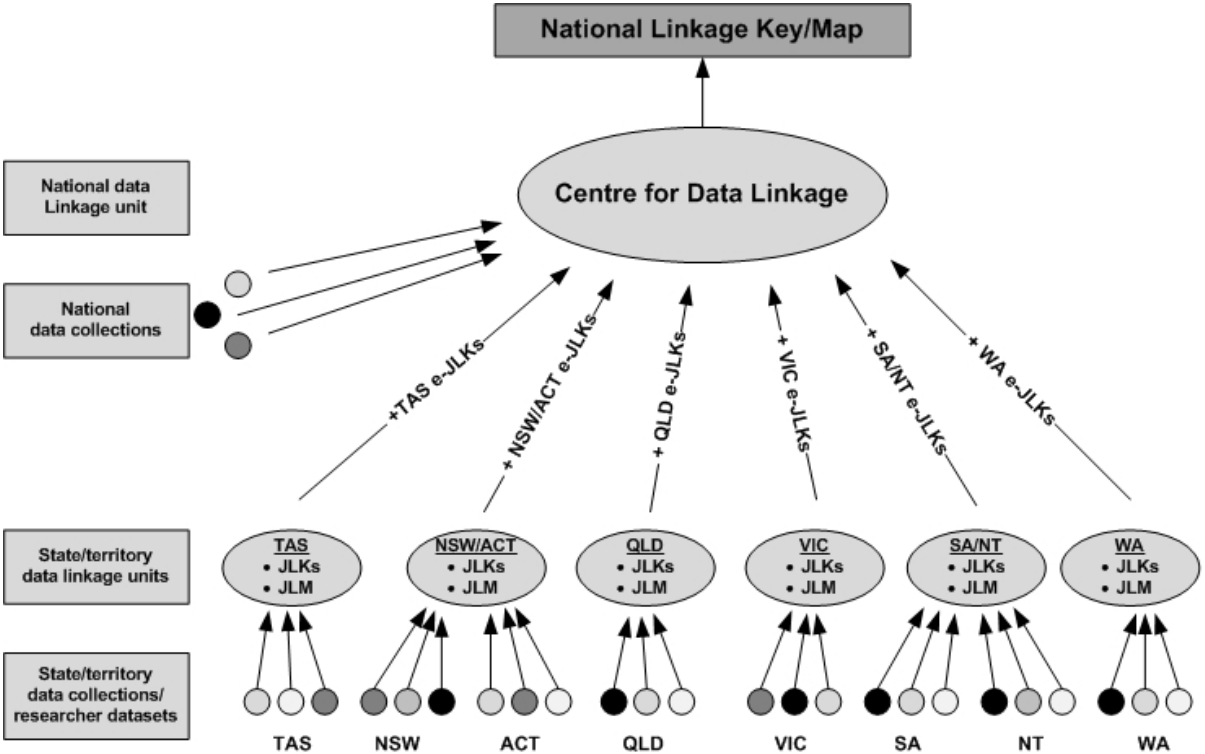 National Linkage Key/Map
National data
Linkage unit
Centre for Data Linkage
National
data collections
+TAS e-JLKs
+ NSW/ACT e-JLKs
+ QLD e-JLKs
+ VIC e-JLKs
+ SA/NT e-JLKs
+ WA e-JLKs
State/territory
data linkage units
TAS
• JLKs
• JLM
NSW/ACT
• JLKs
• JLM
QLD
• JLKs
• JLM
VIC
• JLKs
• JLM
SA/NT
• JLKs
• JLM
WA
• JLKs
• JLM
State/territory
data collections/
researcher datasets
TAS
NSW
ACT
QLD
VIC
SA
NT
WA